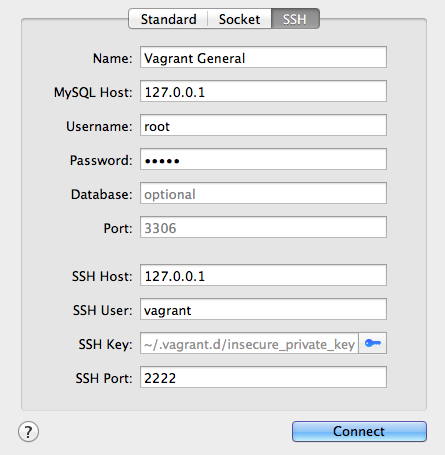 Standard Socket SSH
Name: Vagrant General
MySQL Host: 127.0.0.1
Username: root
Password: •••••
Database: optional
Port: 3306
SSH Host: 127.0.0.1
SSH User: vagrant
SSH Key: ~/.vagrant.d/insecure_private_key
SSH Port: 2222
? Connect